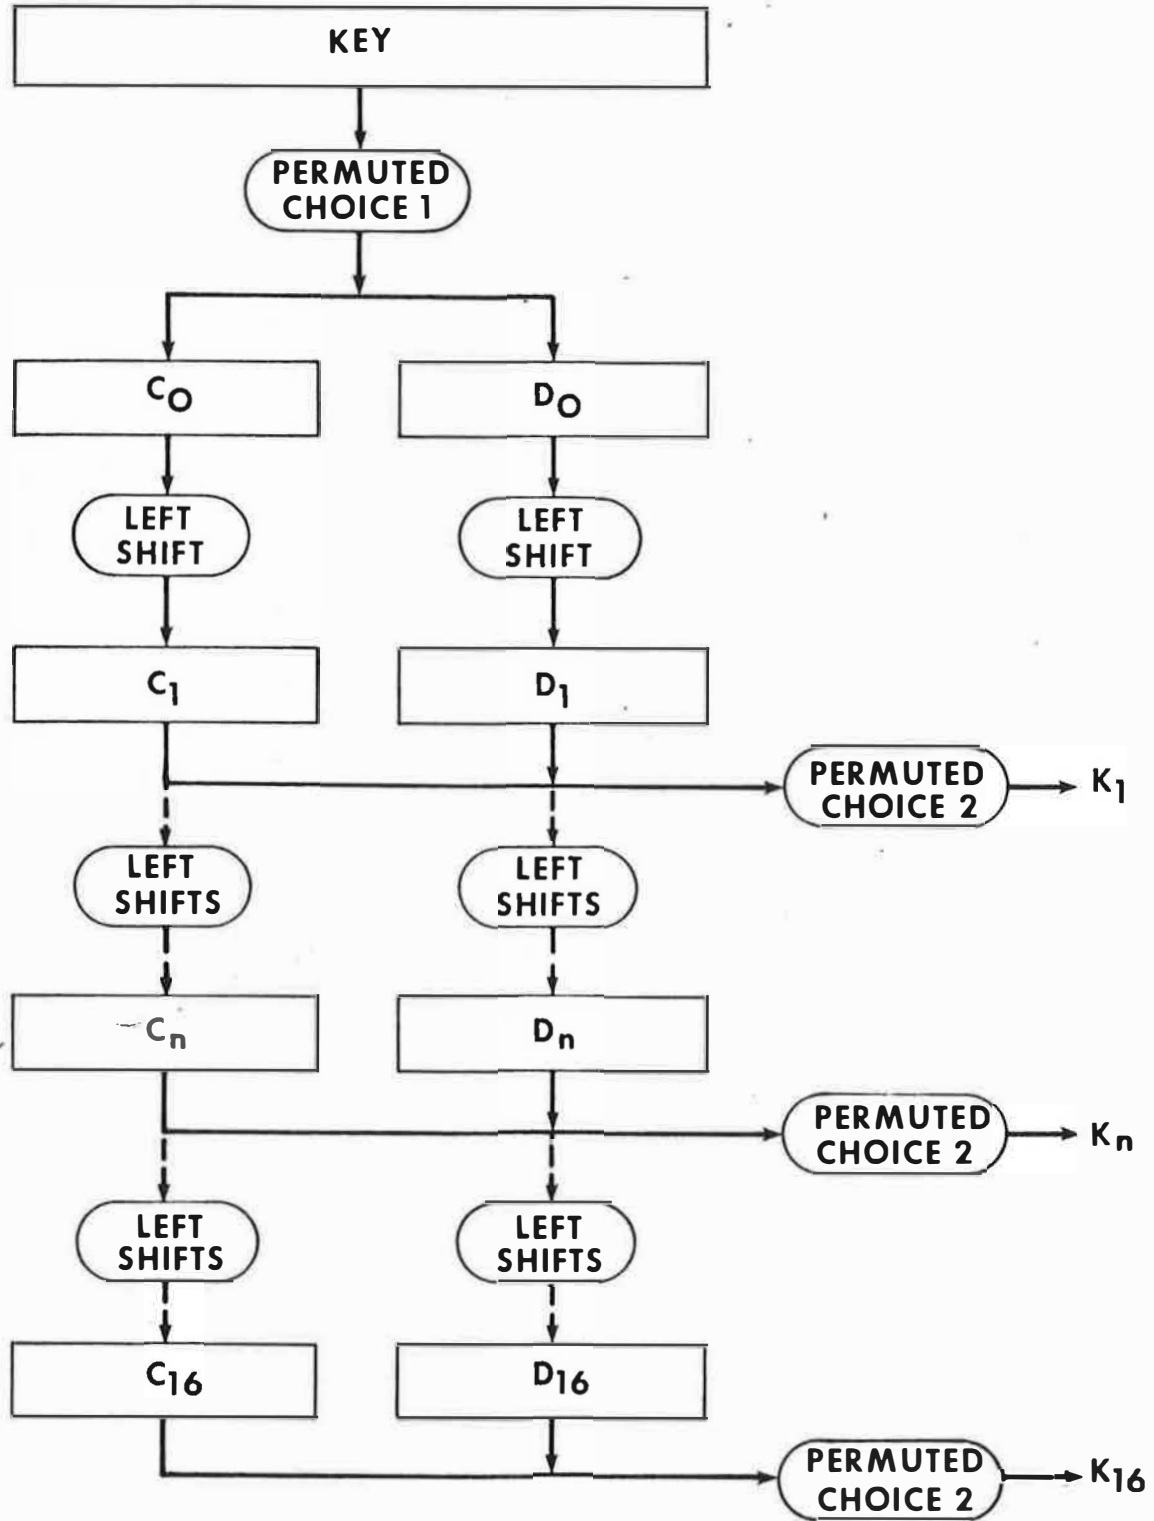 KEY
PERMUTED
CHOICE 1
C0
D0
LEFT
SHIFT
LEFT
SHIFT
C1
D1
PERMUTED
CHOICE 2
K1
LEFT
SHIFTS
LEFT
SHIFTS
Cn
Dn
PERMUTED
CHOICE 2
Kn
LEFT
SHIFTS
LEFT
SHIFTS
C16
D16
PERMUTED
CHOICE 2
K16